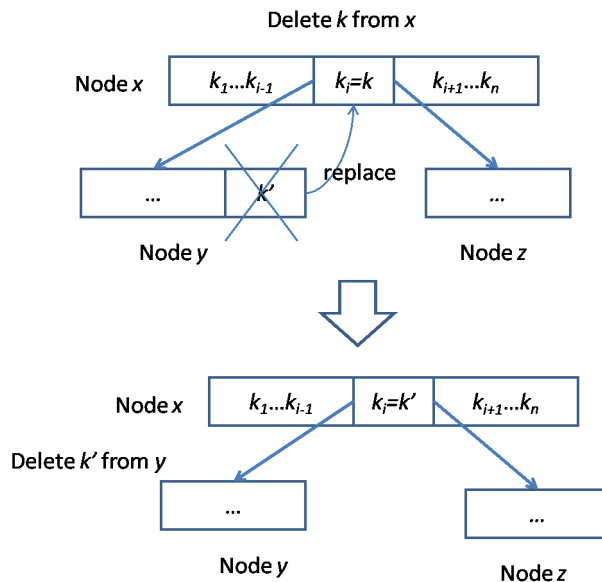 Delete k from x
Node x k₁...kᵢ₋₁ kᵢ=k kᵢ₊₁...kₙ
replace
... k' ...
Node y Node z
Node x k₁...kᵢ₋₁ kᵢ=k' kᵢ₊₁...kₙ
Delete k' from y
... ...
Node y Node z